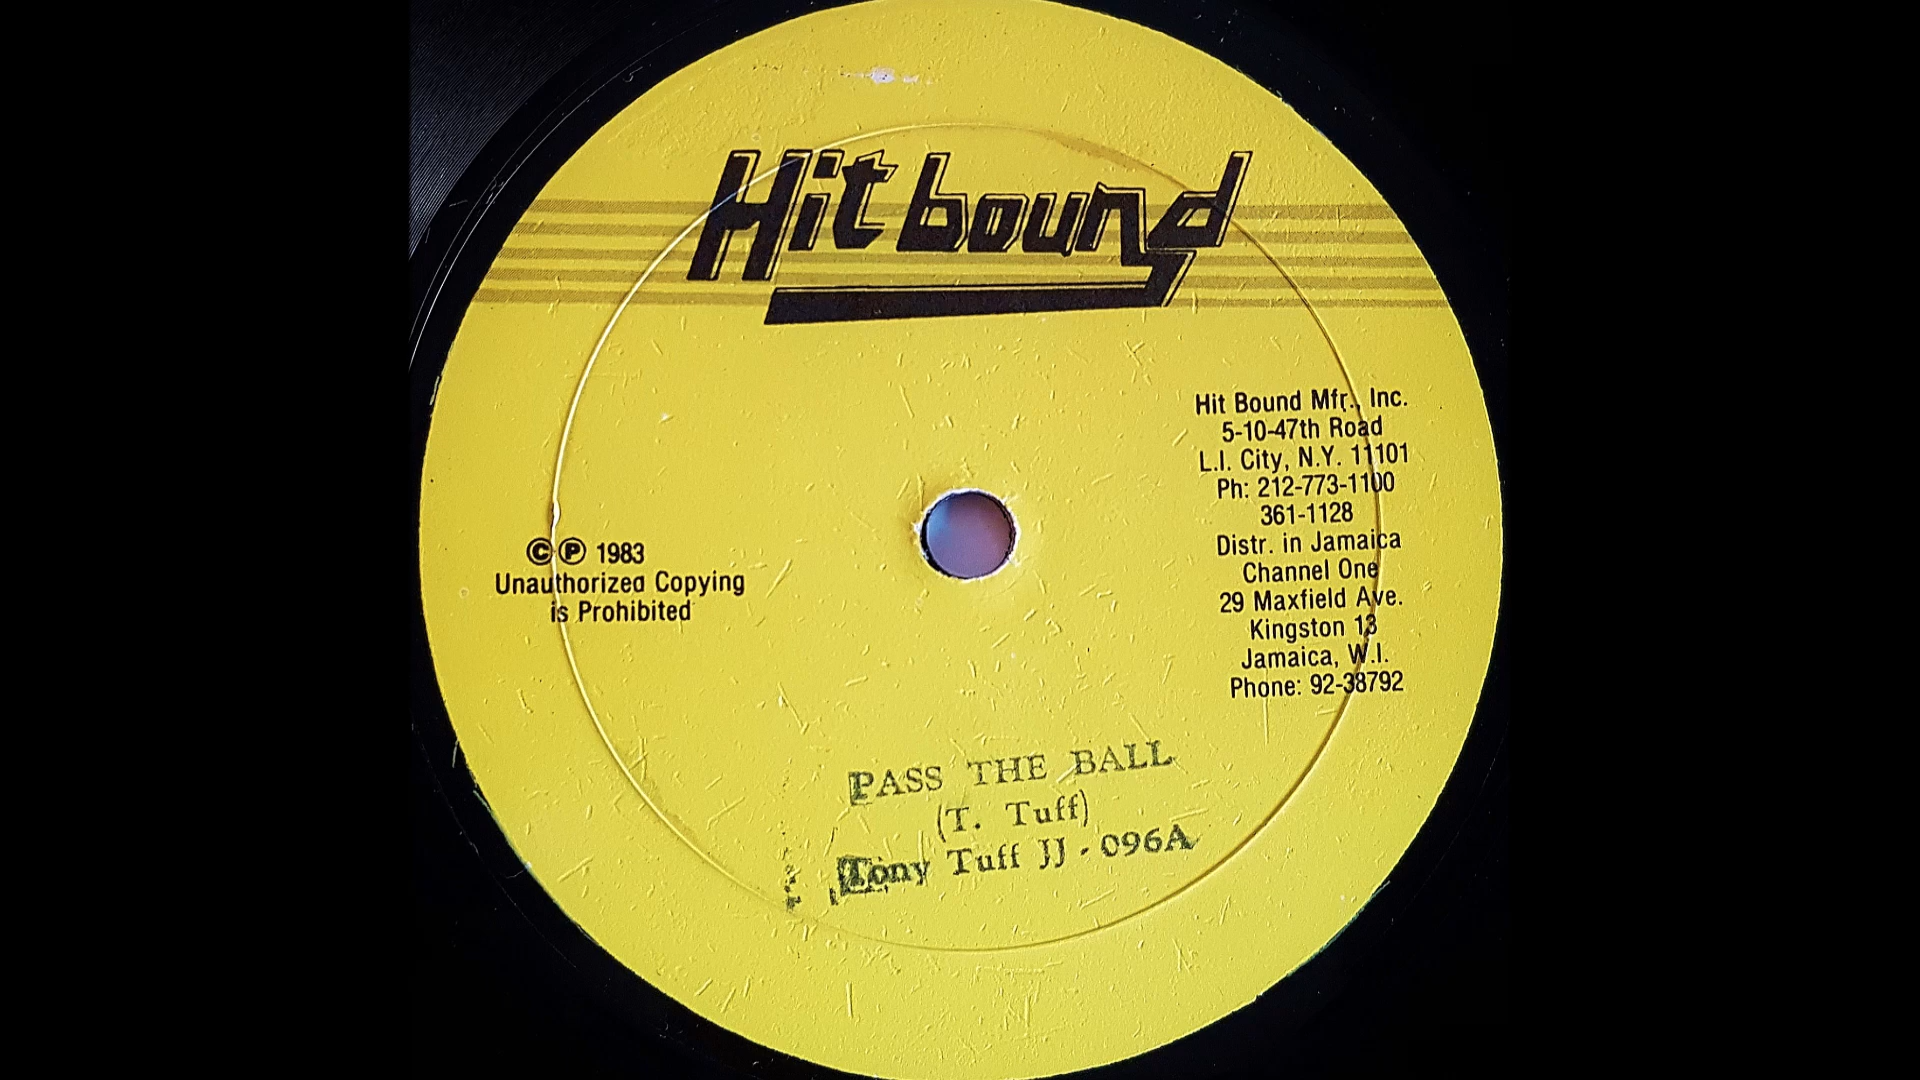 Hit bound
Hit Bound Mfr., Inc.
5-10-47th Road
L.I. City, N.Y. 11101
Ph: 212-773-1100
361-1128
Distr. in Jamaica
Channel One
29 Maxfield Ave.
Kingston 13
Jamaica, W.I.
Phone: 92-38792
©℗ 1983
Unauthorized Copying
is Prohibited
PASS THE BALL
(T. Tuff)
Tony Tuff JJ - 096A